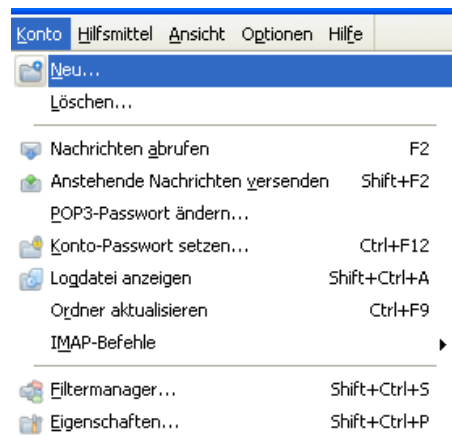 Konto Hilfsmittel Ansicht Optionen Hilfe
Neu...
Löschen...
Nachrichten abrufen F2
Anstehende Nachrichten versenden Shift+F2
POP3-Passwort ändern...
Konto-Passwort setzen... Ctrl+F12
Logdatei anzeigen Shift+Ctrl+A
Ordner aktualisieren Ctrl+F9
IMAP-Befehle
Filtermanager... Shift+Ctrl+S
Eigenschaften... Shift+Ctrl+P